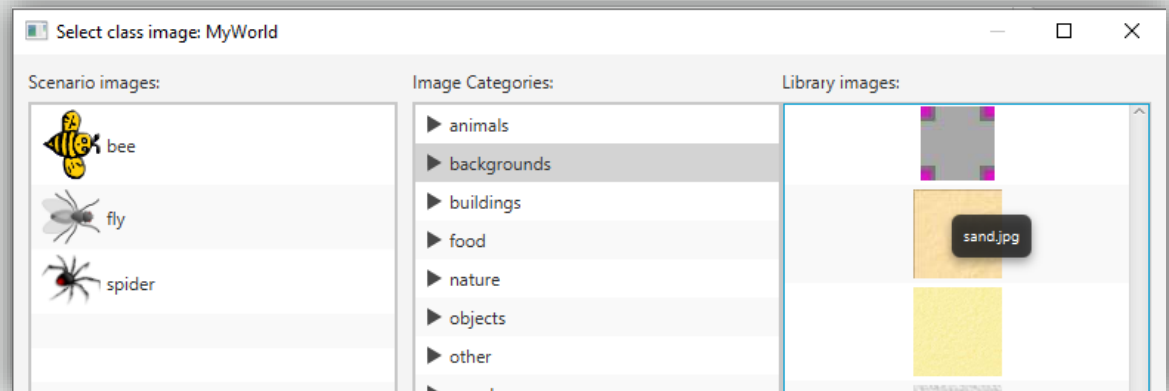 Select class image: MyWorld
Scenario images:
bee
fly
spider
Image Categories:
animals
backgrounds
buildings
food
nature
objects
other
Library images:
sand.jpg